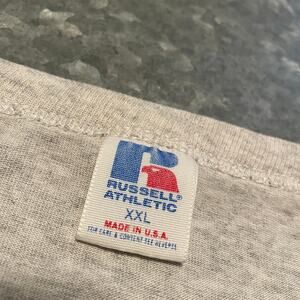 RUSSELL
ATHLETIC
XXL
MADE IN U.S.A.
FOR CARE & CONTENT SEE REVERSE